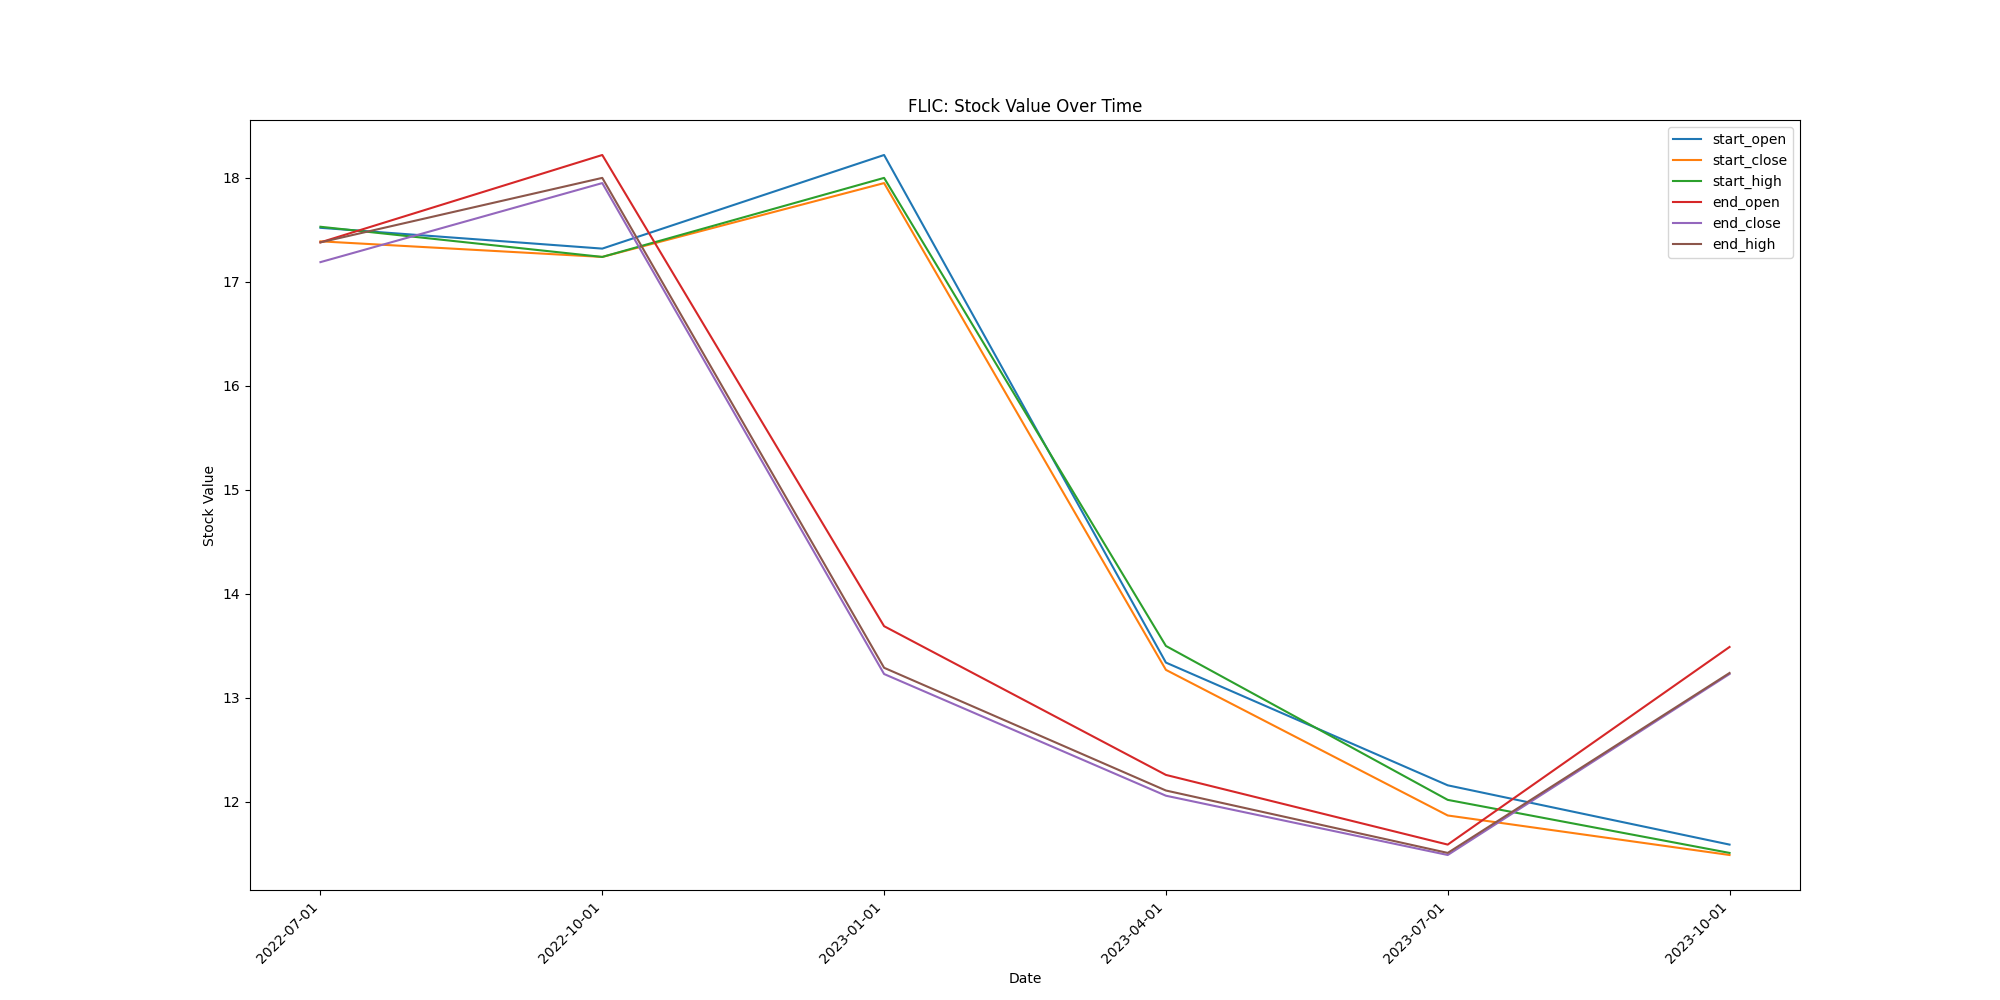 FLIC: Stock Value Over Time
start_open
start_close
start_high
end_open
end_close
end_high
18
17
16
15
14
13
12
Stock Value
2022-07-01
2022-10-01
2023-01-01
2023-04-01
2023-07-01
2023-10-01
Date